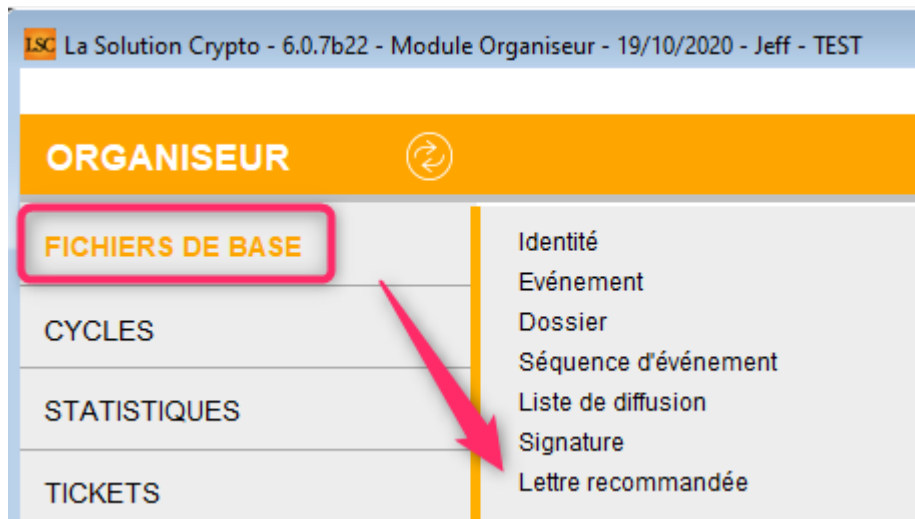 LSC La Solution Crypto - 6.0.7b22 - Module Organiseur - 19/10/2020 - Jeff - TEST
ORGANISEUR
FICHIERS DE BASE
CYCLES
STATISTIQUES
TICKETS
Identité
Evénement
Dossier
Séquence d'événement
Liste de diffusion
Signature
Lettre recommandée